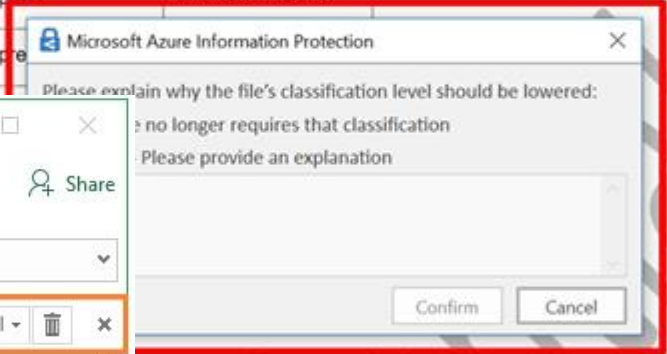 Microsoft Azure Information Protection
Please explain why the file's classification level should be lowered:
no longer requires that classification
Please provide an explanation
Share
Confirm
Cancel